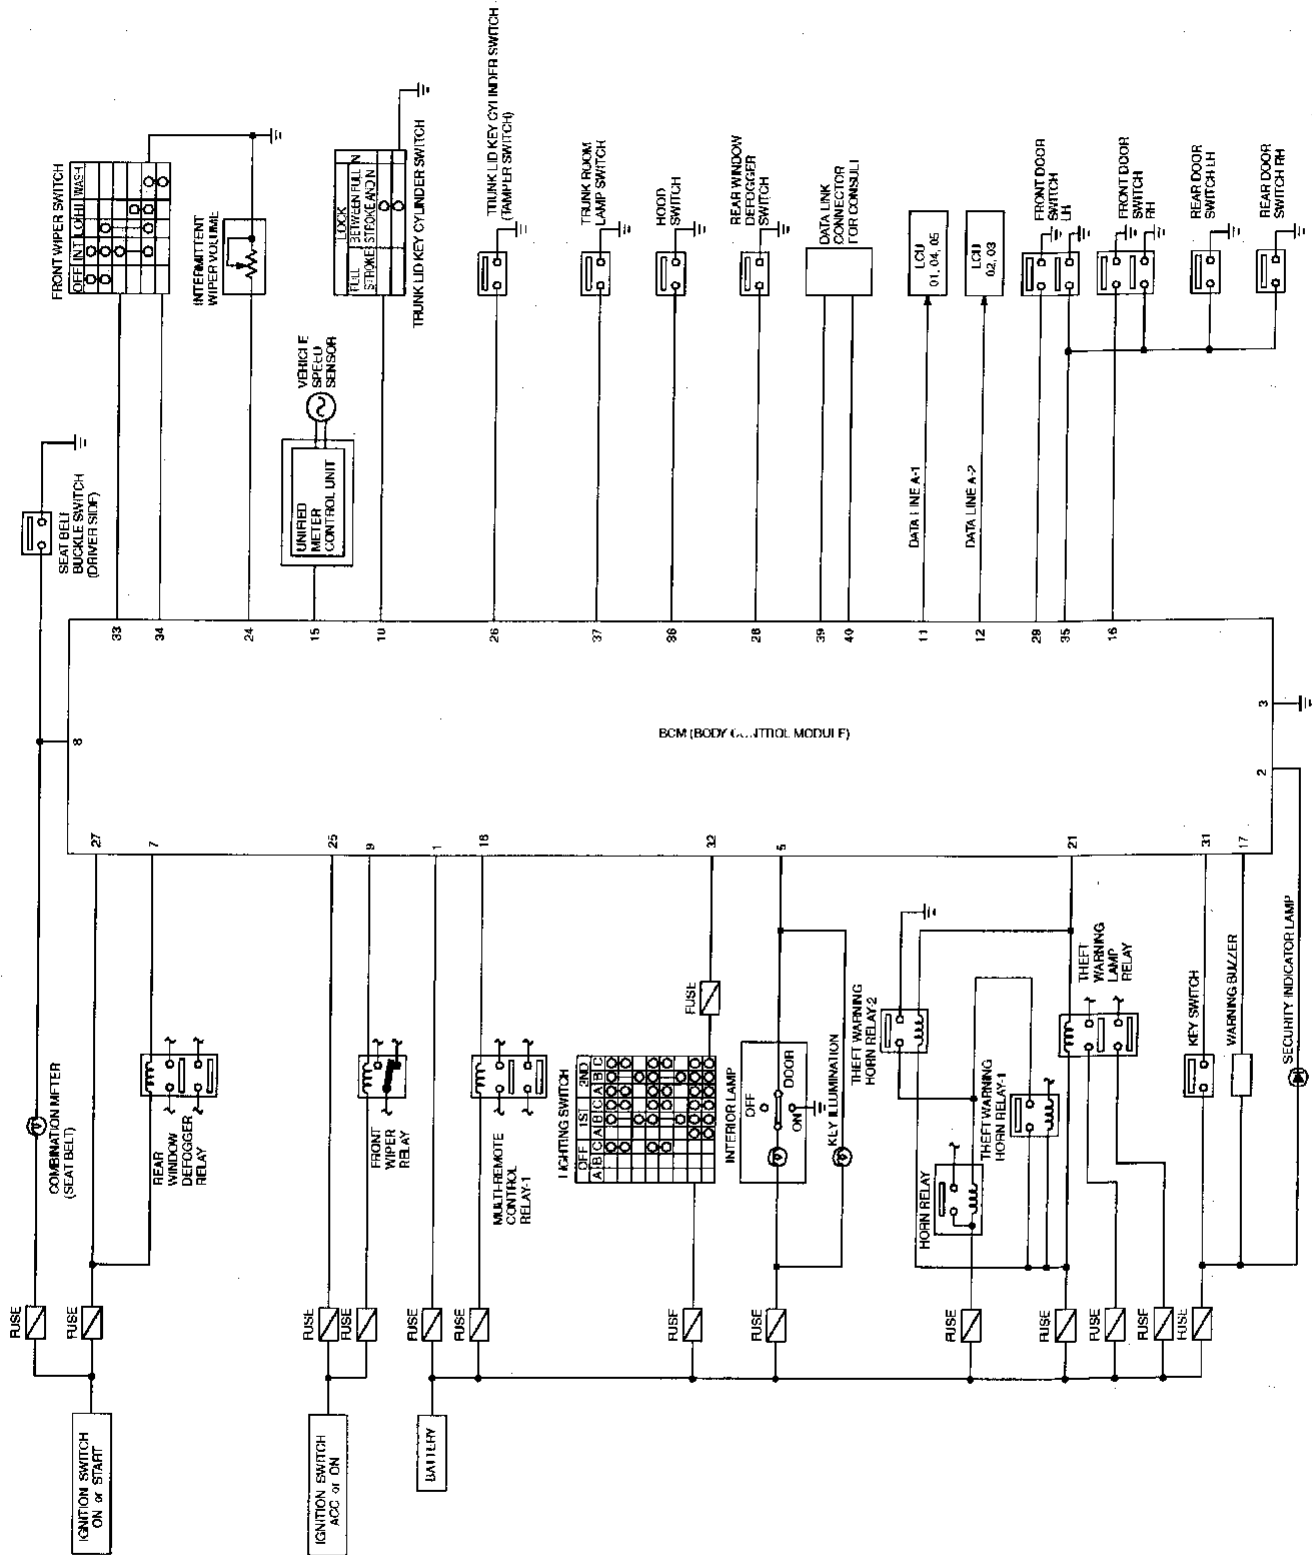 IGNITION SWITCH
ON or START
IGNITION SWITCH
ACC or ON
BATTERY
FUSE
FUSE
FUSE
FUSE
FUSE
FUSE
FUSE
FUSE
FUSE
FUSE
FUSE
FUSE
FUSE
COMBINATION METER
(SEAT BELT)
REAR
WINDOW
DEFOGGER
RELAY
FRONT
WIPER
RELAY
MULTI-REMOTE
CONTROL
RELAY-1
LIGHTING SWITCH
OFF 1ST 2ND
A B C A B C A B C
FUSE
INTERIOR LAMP
OFF
DOOR
ON
KEY ILLUMINATION
THEFT WARNING
HORN RELAY-2
HORN RELAY
THEFT WARNING
HORN RELAY-1
THEFT
WARNING
LAMP
RELAY
KEY SWITCH
WARNING BUZZER
SECURITY INDICATOR LAMP
27
7
25
9
1
18
32
5
21
31
17
8
BCM (BODY MODULE)
2
3
33
34
24
15
10
26
37
28
39
40
11
12
35
16
SEAT BELT
BUCKLE SWITCH
(DRIVER SIDE)
FRONT WIPER SWITCH
OFF INT WASH
INTERMITTENT
WIPER VOLUME
UNIFIED
METER
CONTROL UNIT
VEHICLE
SPEED
SENSOR
LOCK
FULL
STROKE
BETWEEN FULL
STROKE AND N
N
TRUNK LID KEY CYLINDER SWITCH
TRUNK LID KEY CYLINDER SWITCH
(TAMPER SWITCH)
TRUNK ROOM
LAMP SWITCH
HOOD
SWITCH
REAR WINDOW
DEFOGGER
SWITCH
DATA LINK
CONNECTOR
FOR CONSULT
DATA LINE A-1
LCU
01, 04, 05
DATA LINE A-2
LCU
02, 03
FRONT DOOR
SWITCH
LH
FRONT DOOR
SWITCH
RH
REAR DOOR
SWITCH LH
REAR DOOR
SWITCH RH